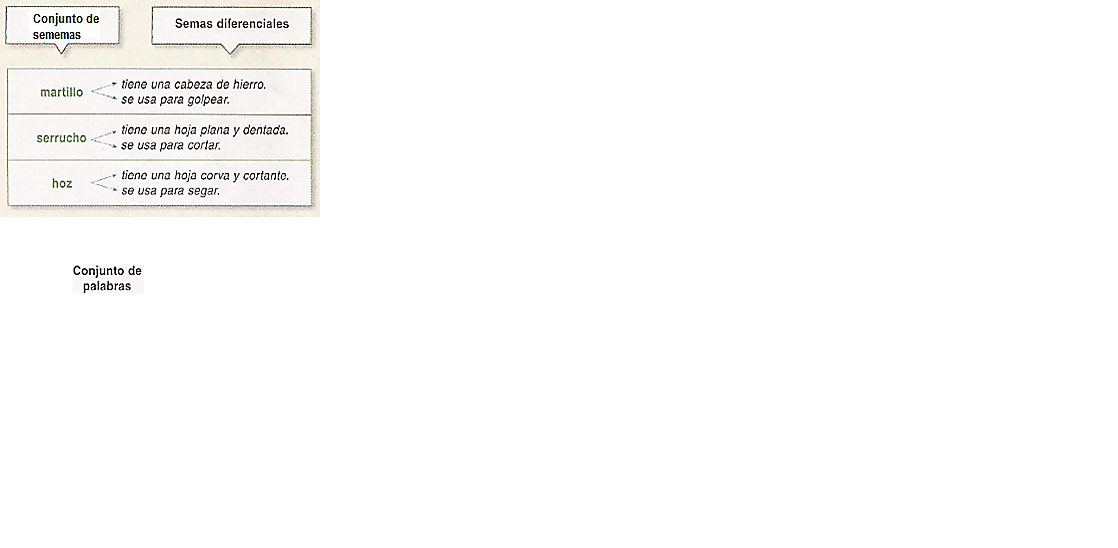 Conjunto de
sememas
Semas diferenciales
martillo
tiene una cabeza de hierro.
se usa para golpear.
serrucho
tiene una hoja plana y dentada.
se usa para cortar.
hoz
tiene una hoja corva y cortante.
se usa para segar.
Conjunto de
palabras